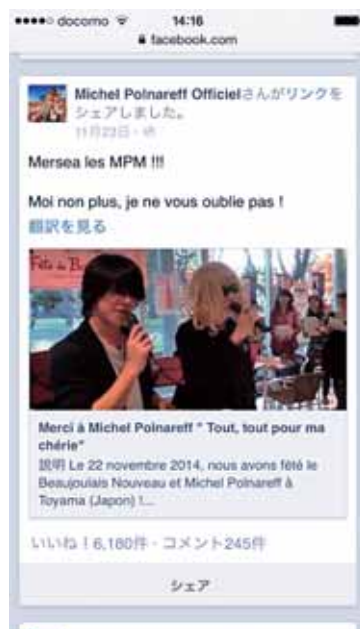 docomo 14:16
facebook.com
Michel Polnareff Officielさんがリンクを
シェアしました。
11月23日
Mersea les MPM !!!
Moi non plus, je ne vous oublie pas !
翻訳を見る
Fête du B
Merci à Michel Polnareff " Tout, tout pour ma
chérie"
説明 Le 22 novembre 2014, nous avons fêté le
Beaujoulais Nouveau et Michel Polnareff à
Toyama (Japon) !...
いいね！6,180件 · コメント245件
シェア